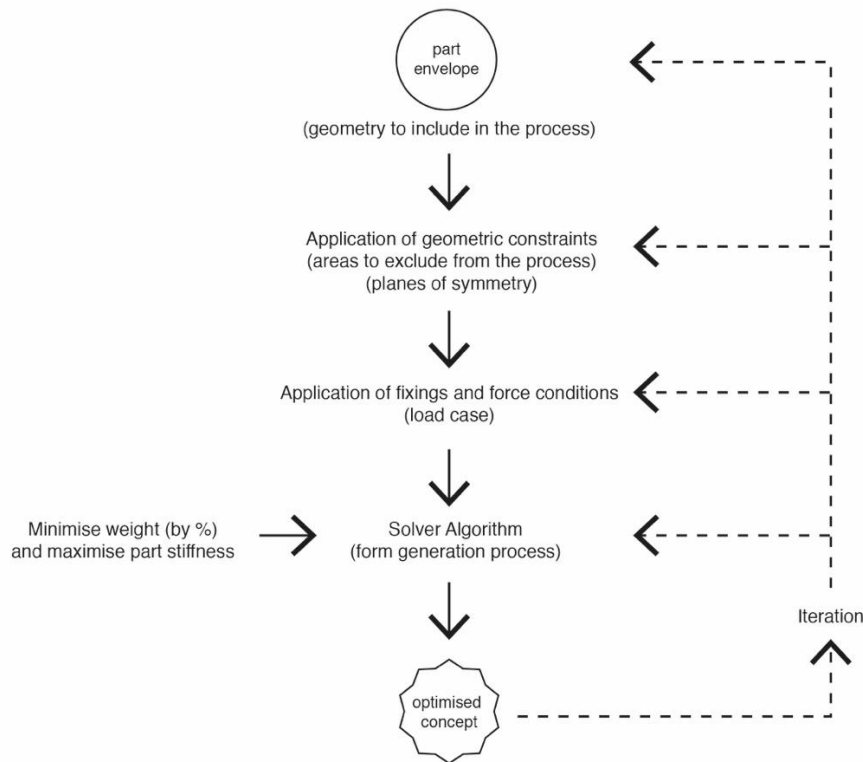 part
envelope
(geometry to include in the process)
Application of geometric constraints
(areas to exclude from the process)
(planes of symmetry)
Application of fixings and force conditions
(load case)
Minimise weight (by %)
and maximise part stiffness
Solver Algorithm
(form generation process)
Iteration
optimised
concept